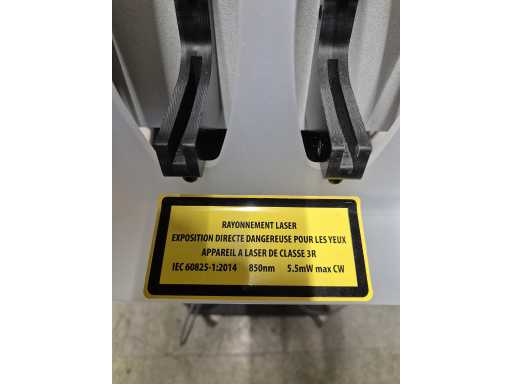 RAYONNEMENT LASER
EXPOSITION DIRECTE DANGEREUSE POUR LES YEUX
APPAREIL A LASER DE CLASSE 3R
IEC 60825-1:2014 850nm 5.5mW max CW